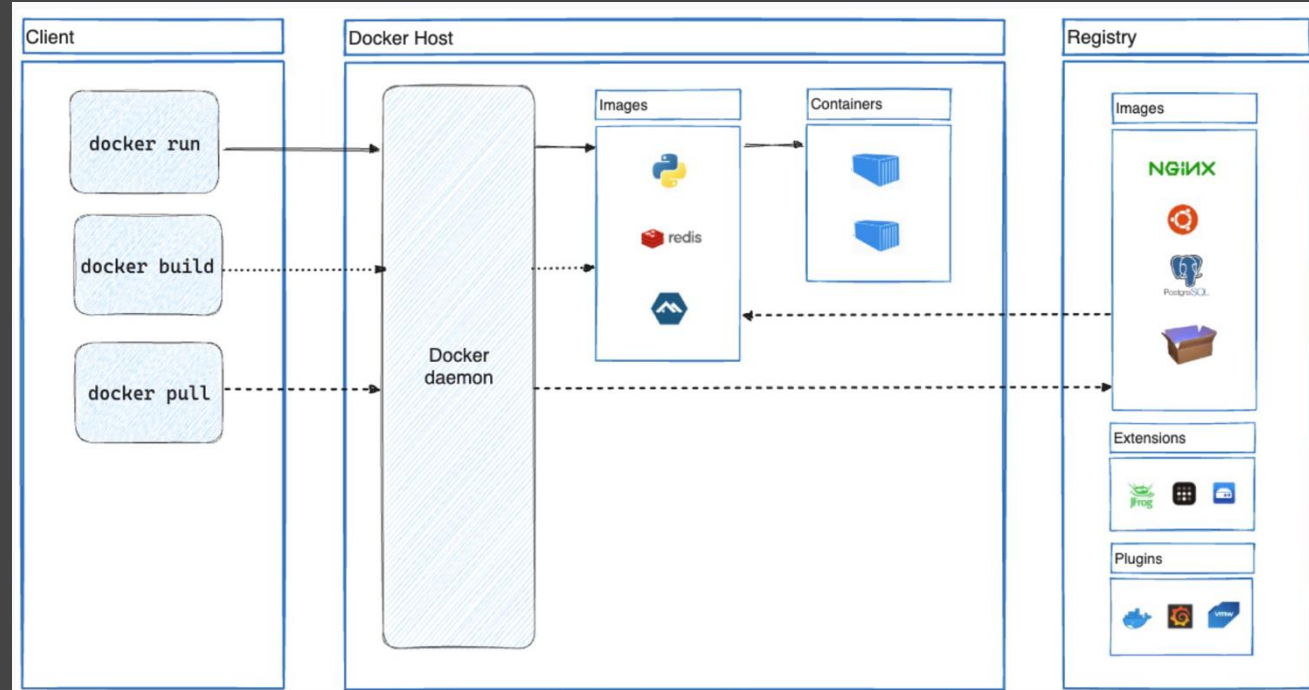 Client
Docker Host
Registry
docker run
docker build
docker pull
Docker
daemon
Images
redis
Containers
Images
NGINX
PostgreSQL
Extensions
JFrog
Plugins
vmw